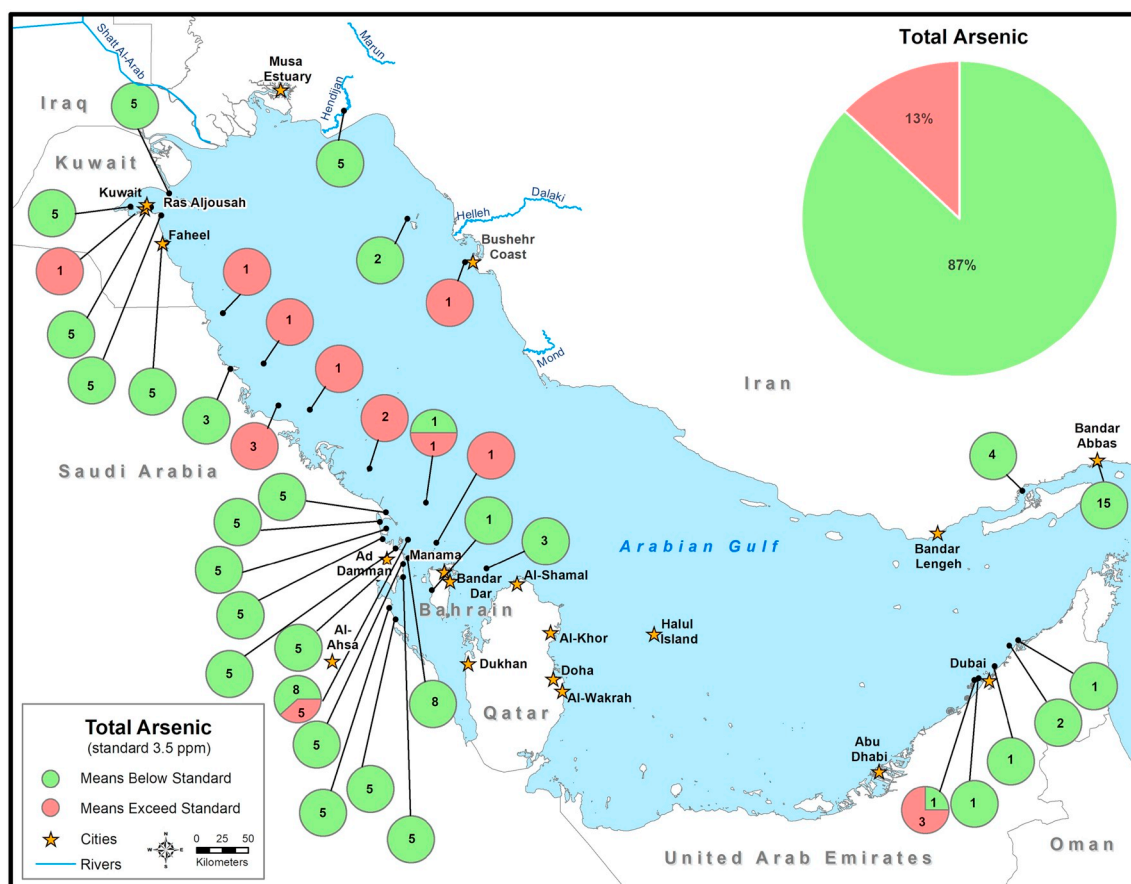 Total Arsenic
13%
87%
Shatt Al-Arab
Marun
Musa
Estuary
Hendijan
Iraq
5
5
Kuwait
Kuwait
Ras Aljousah
5
Dalaki
Helleh
Faheel
Bushehr
Coast
2
1
1
1
1
5
Mond
1
5
5
Iran
3
3
2
1
1
1
Bandar
Abbas
Saudi Arabia
4
15
5
5
1
3
Arabian Gulf
Bandar
Lengeh
Ad
Damman
Manama
Bandar
Dar
Al-Shamal
5
5
Bahrain
Al-
Ahsa
Al-Khor
Halul
Island
5
5
Dukhan
Doha
Al-Wakrah
Dubai
8
5
8
Qatar
1
2
5
Abu
Dhabi
1
5
5
5
1
3
1
United Arab Emirates
Oman
Total Arsenic
(standard 3.5 ppm)
Means Below Standard
Means Exceed Standard
Cities
Rivers
N
W
E
S
0 25 50
Kilometers